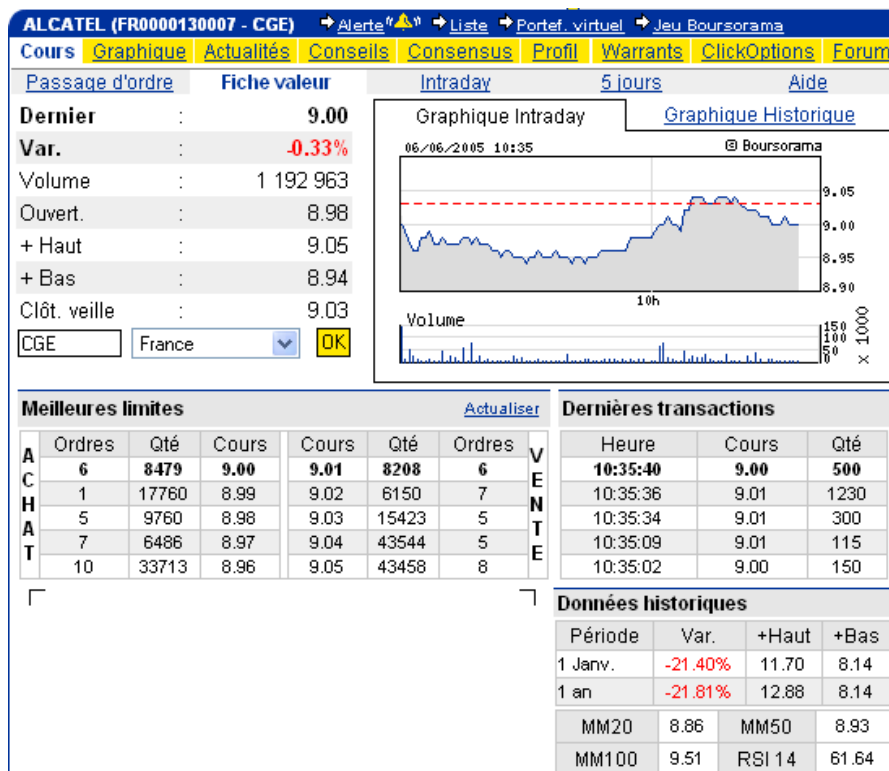 ALCATEL (FR0000130007 - CGE) Alerte Liste Portef. virtuel Jeu Boursorama
Cours Graphique Actualités Conseils Consensus Profil Warrants ClickOptions Forum
Passage d'ordre Fiche valeur Intraday 5 jours Aide
Dernier : 9.00
Var. : -0.33%
Volume : 1 192 963
Ouvert. : 8.98
+ Haut : 9.05
+ Bas : 8.94
Clôt. veille : 9.03
CGE France OK
Graphique Intraday Graphique Historique
06/06/2005 10:35 © Boursorama
9.05
9.00
8.95
8.90
10h
Volume
150
100
50
0
x 1000
Meilleures limites Actualiser
ACHAT
Ordres Qté Cours Cours Qté Ordres
6 8479 9.00 9.01 8208 6
1 17760 8.99 9.02 6150 7
5 9760 8.98 9.03 15423 5
7 6486 8.97 9.04 43544 5
10 33713 8.96 9.05 43458 8
VENTE
Dernières transactions
Heure Cours Qté
10:35:40 9.00 500
10:35:36 9.01 1230
10:35:34 9.01 300
10:35:09 9.01 115
10:35:02 9.00 150
Données historiques
Période Var. +Haut +Bas
1 Janv. -21.40% 11.70 8.14
1 an -21.81% 12.88 8.14
MM20 8.86 MM50 8.93
MM100 9.51 RSI 14 61.64